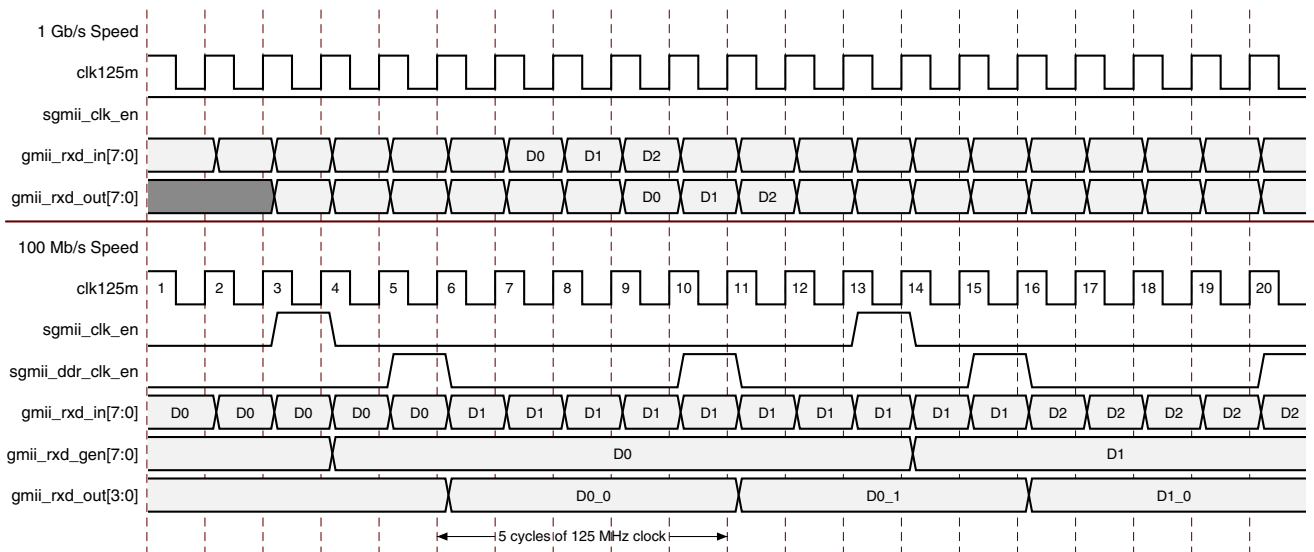 1 Gb/s Speed
clk125m
sgmii_clk_en
gmii_rxd_in[7:0] D0 D1 D2
gmii_rxd_out[7:0] D0 D1 D2
100 Mb/s Speed
clk125m 1 2 3 4 5 6 7 8 9 10 11 12 13 14 15 16 17 18 19 20
sgmii_clk_en
sgmii_ddr_clk_en
gmii_rxd_in[7:0] D0 D0 D0 D0 D0 D1 D1 D1 D1 D1 D1 D1 D1 D1 D1 D2 D2 D2 D2 D2
gmii_rxd_gen[7:0] D0 D1
gmii_rxd_out[3:0] D0_0 D0_1 D1_0
5 cycles of 125 MHz clock